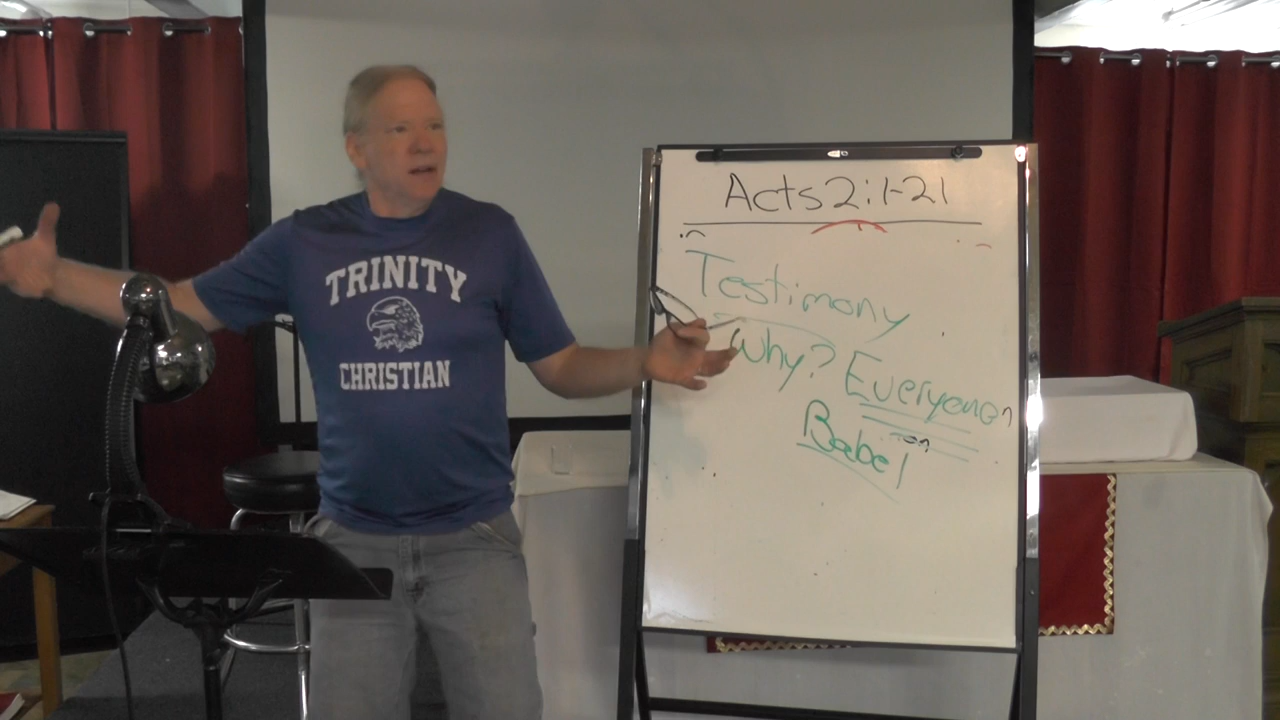 TRINITY
CHRISTIAN
Acts 2:1-21
Testimony
Why? Everyone
Babel